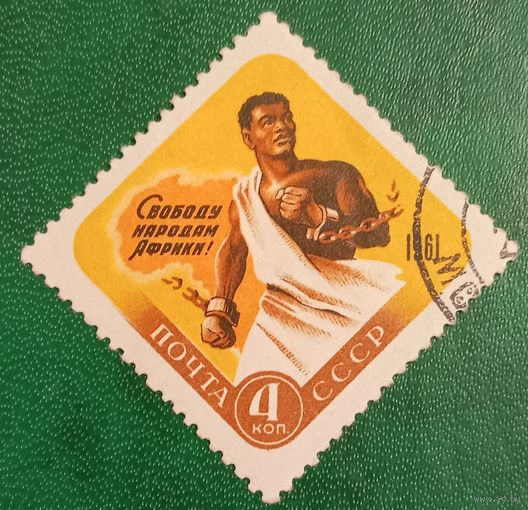 Свободу
народам
Африки!
1961
ПОЧТА
4
КОП.
СССР